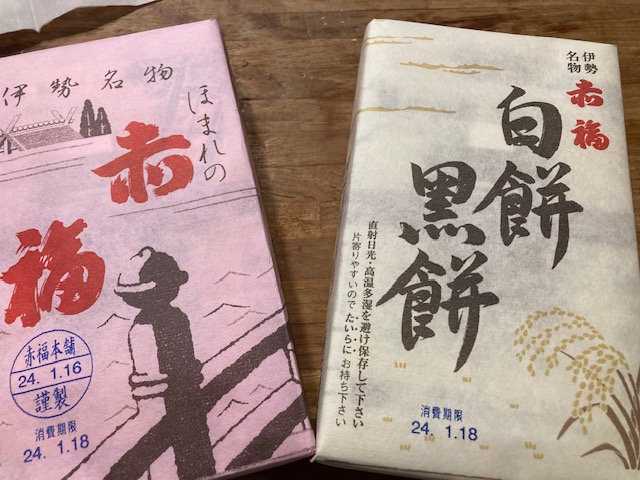 伊勢名物
ほまれの
赤福
赤福本舗
24. 1.16
謹製
消費期限
24. 1.18
伊勢
名物
赤福
白餅
黒餅
直射日光・高温多湿を避け保存して下さい
片寄りやすいのでたいらにお持ち下さい
消費期限
24. 1.18